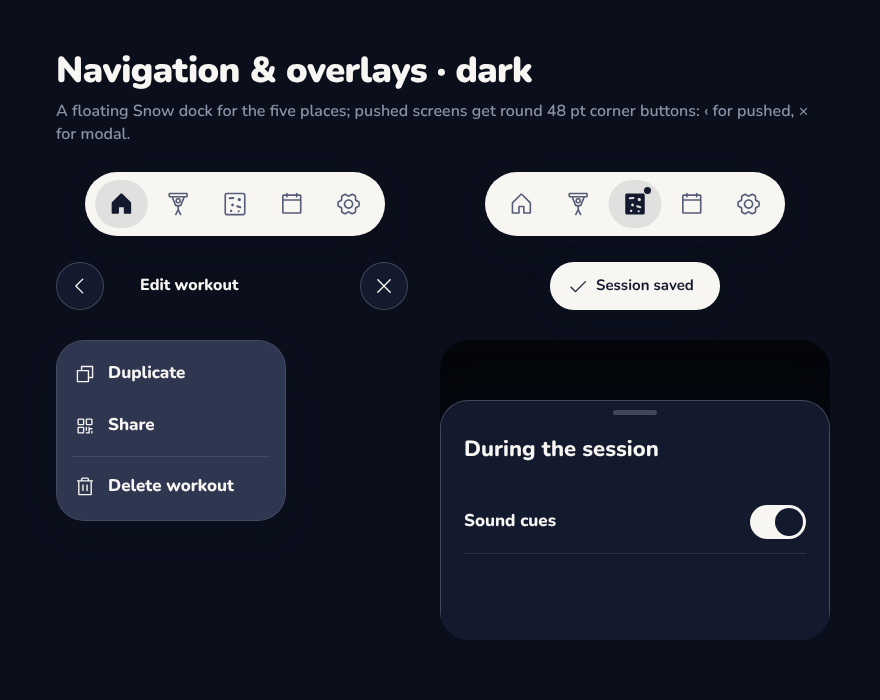 Navigation & overlays · dark
A floating Snow dock for the five places; pushed screens get round 48 pt corner buttons: ‹ for pushed, ×
for modal.
Edit workout
Session saved
Duplicate
Share
Delete workout
During the session
Sound cues